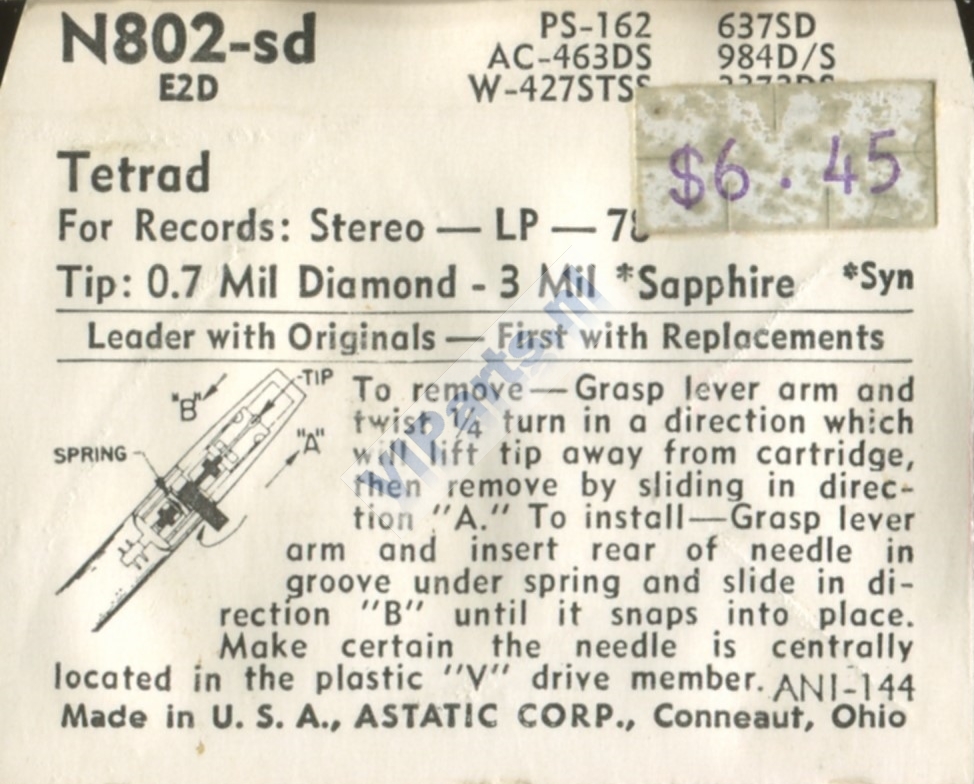 N802-sd
E2D
PS-162 637SD
AC-463DS 984D/S
W-427STSS
$6.45
Tetrad
For Records: Stereo — LP — 78
Tip: 0.7 Mil Diamond - 3 Mil *Sapphire *Syn
Leader with Originals — First with Replacements
"B"
TIP
"A"
SPRING
To remove—Grasp lever arm and
twist ¼ turn in a direction which
will lift tip away from cartridge,
then remove by sliding in direc-
tion "A." To install—Grasp lever
arm and insert rear of needle in
groove under spring and slide in di-
rection "B" until it snaps into place.
Make certain the needle is centrally
located in the plastic "V" drive member. ANI-144
Made in U. S. A., ASTATIC CORP., Conneaut, Ohio
VIParts.nl